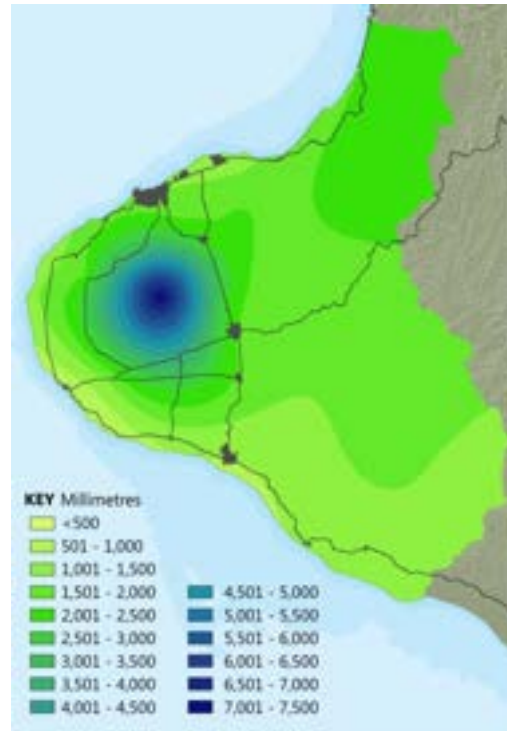 KEY Millimetres
<500
501 - 1,000
1,001 - 1,500
1,501 - 2,000
2,001 - 2,500
2,501 - 3,000
3,001 - 3,500
3,501 - 4,000
4,001 - 4,500
4,501 - 5,000
5,001 - 5,500
5,501 - 6,000
6,001 - 6,500
6,501 - 7,000
7,001 - 7,500